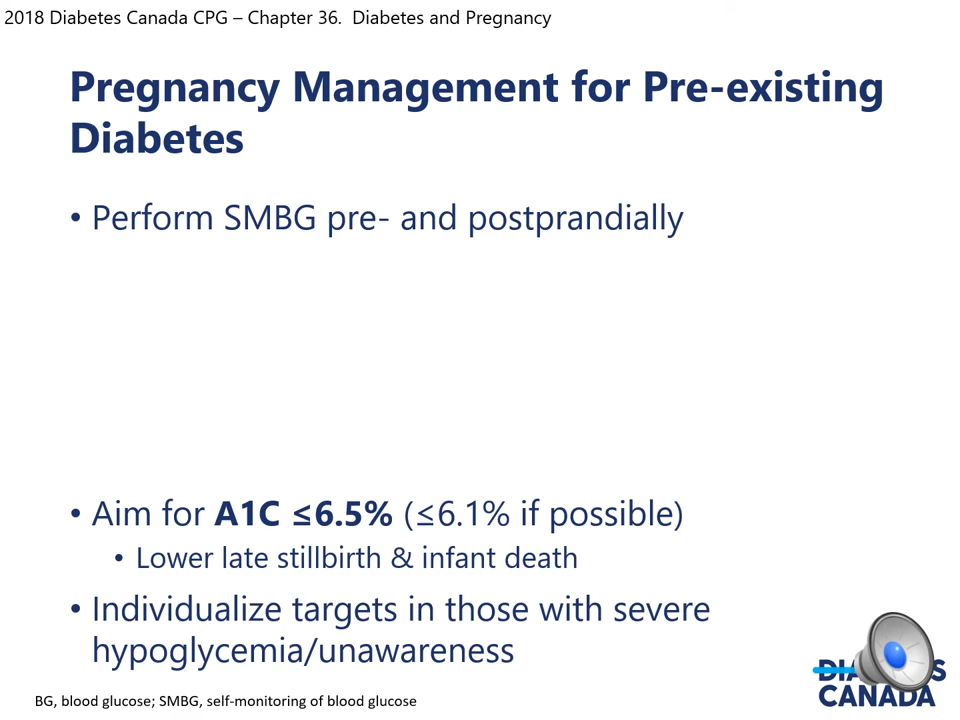 2018 Diabetes Canada CPG – Chapter 36.  Diabetes and Pregnancy
Pregnancy Management for Pre-existing
Diabetes
• Perform SMBG pre- and postprandially
• Aim for A1C ≤6.5% (≤6.1% if possible)
• Lower late stillbirth & infant death
• Individualize targets in those with severe
hypoglycemia/unawareness
BG, blood glucose; SMBG, self-monitoring of blood glucose
CANADA